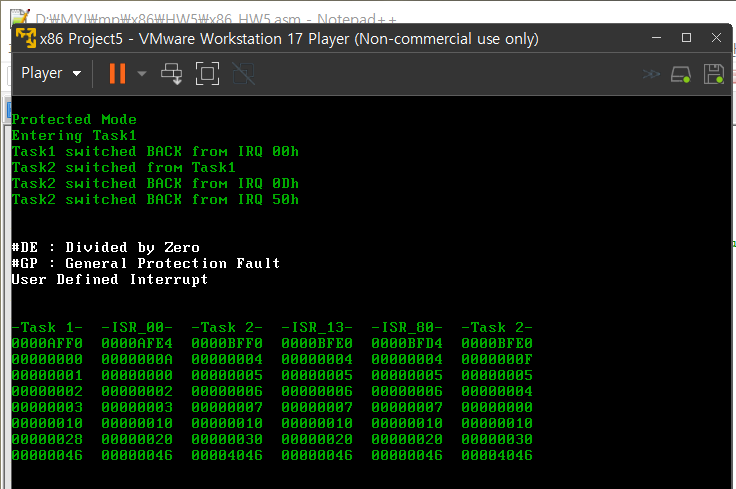 D:\MYJ\mp\x86\HW5\x86_HW5.asm - Notepad++
x86 Project5 - VMware Workstation 17 Player (Non-commercial use only)
Player
Protected Mode
Entering Task1
Task1 switched BACK from IRQ 00h
Task2 switched from Task1
Task2 switched BACK from IRQ 0Dh
Task2 switched BACK from IRQ 50h
#DE : Divided by Zero
#GP : General Protection Fault
User Defined Interrupt
-Task 1- -ISR_00- -Task 2- -ISR_13- -ISR_80- -Task 2-
0000AFF0 0000AFE4 0000BFF0 0000BFE0 0000BFD4 0000BFE0
00000000 0000000A 00000004 00000004 00000004 0000000F
00000001 00000000 00000005 00000005 00000005 00000005
00000002 00000002 00000006 00000006 00000006 00000004
00000003 00000003 00000007 00000007 00000007 00000000
00000010 00000010 00000010 00000010 00000010 00000010
00000028 00000020 00000030 00000020 00000020 00000030
00000046 00000046 00004046 00000046 00000046 00004046